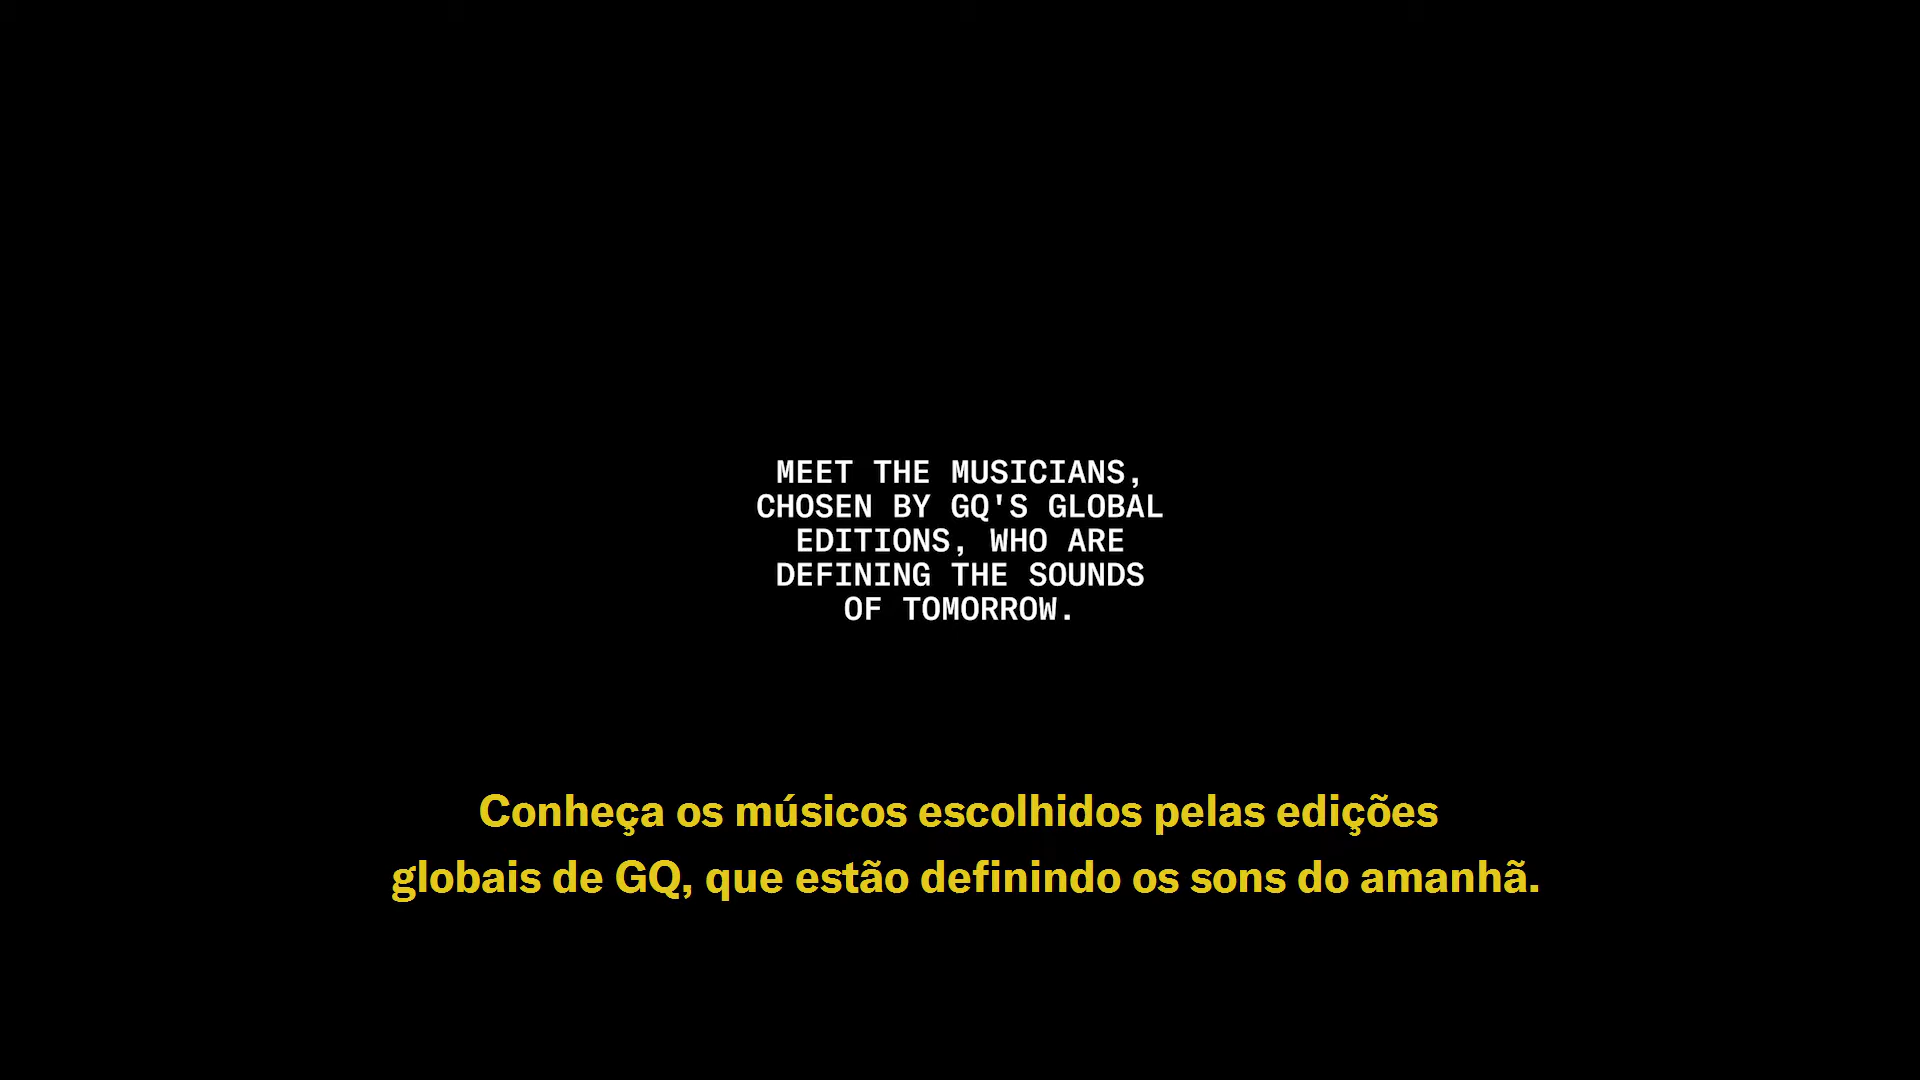 MEET THE MUSICIANS,
CHOSEN BY GQ'S GLOBAL
EDITIONS, WHO ARE
DEFINING THE SOUNDS
OF TOMORROW.
Conheça os músicos escolhidos pelas edições
globais de GQ, que estão definindo os sons do amanhã.